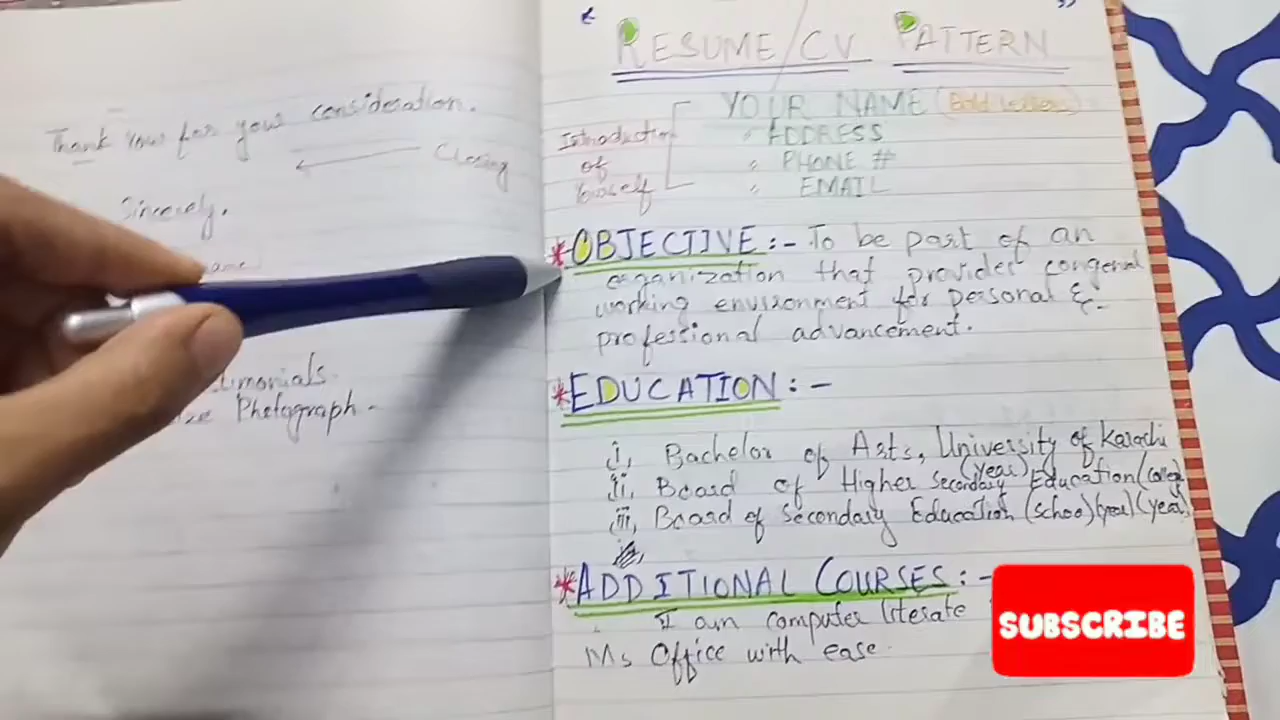 Thank You for your consideration.
Closing
Sincerely,
Photograph
" RESUME/CV PATTERN "
YOUR NAME (Bold Letters)
Introduction
of
" ADDRESS
" PHONE #
" EMAIL
*OBJECTIVE :- To be part of an
organization that provides congenal
working environment for personal &
professional advancement.
*EDUCATION :-
i, Bachelor of Arts, University of Karachi
(year)
ii, Board of Higher Secondary Education (college
iii, Board of Secondary Education (school) (year) (year)
*ADDITIONAL COURSES :-
I am computer literate
Ms Office with ease.
SUBSCRIBE